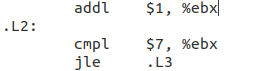 addl $1, %ebx
.L2:
cmpl $7, %ebx
jle .L3